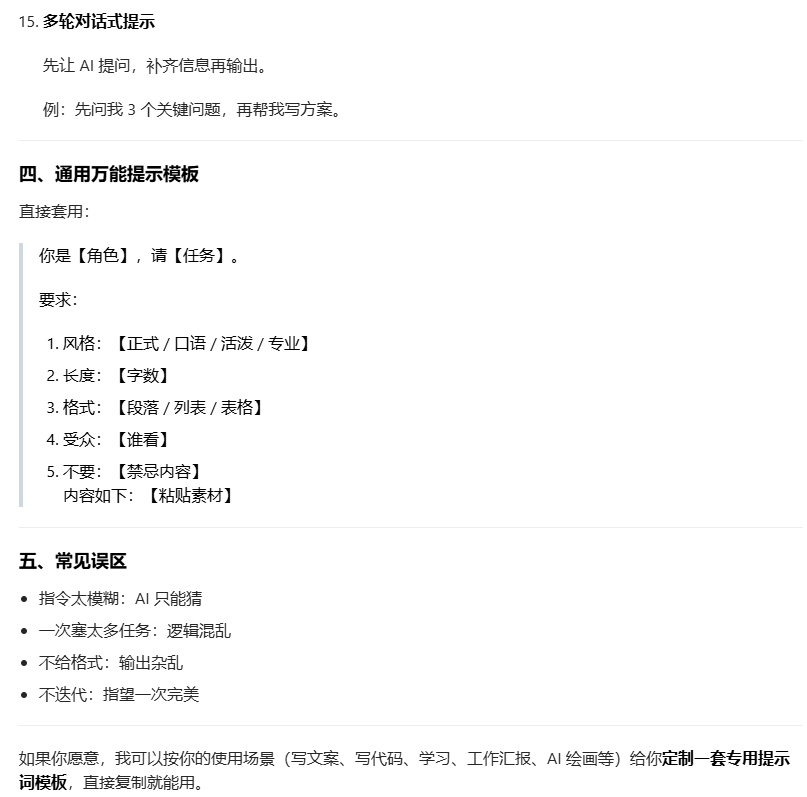 15. 多轮对话式提示
先让 AI 提问，补齐信息再输出。
例：先问我 3 个关键问题，再帮我写方案。
四、通用万能提示模板
直接套用：
你是【角色】，请【任务】。
要求：
1. 风格：【正式 / 口语 / 活泼 / 专业】
2. 长度：【字数】
3. 格式：【段落 / 列表 / 表格】
4. 受众：【谁看】
5. 不要：【禁忌内容】
内容如下：【粘贴素材】
五、常见误区
• 指令太模糊：AI 只能猜
• 一次塞太多任务：逻辑混乱
• 不给格式：输出杂乱
• 不迭代：指望一次完美
如果你愿意，我可以按你的使用场景（写文案、写代码、学习、工作汇报、AI 绘画等）给你定制一套专用提示
词模板，直接复制就能用。